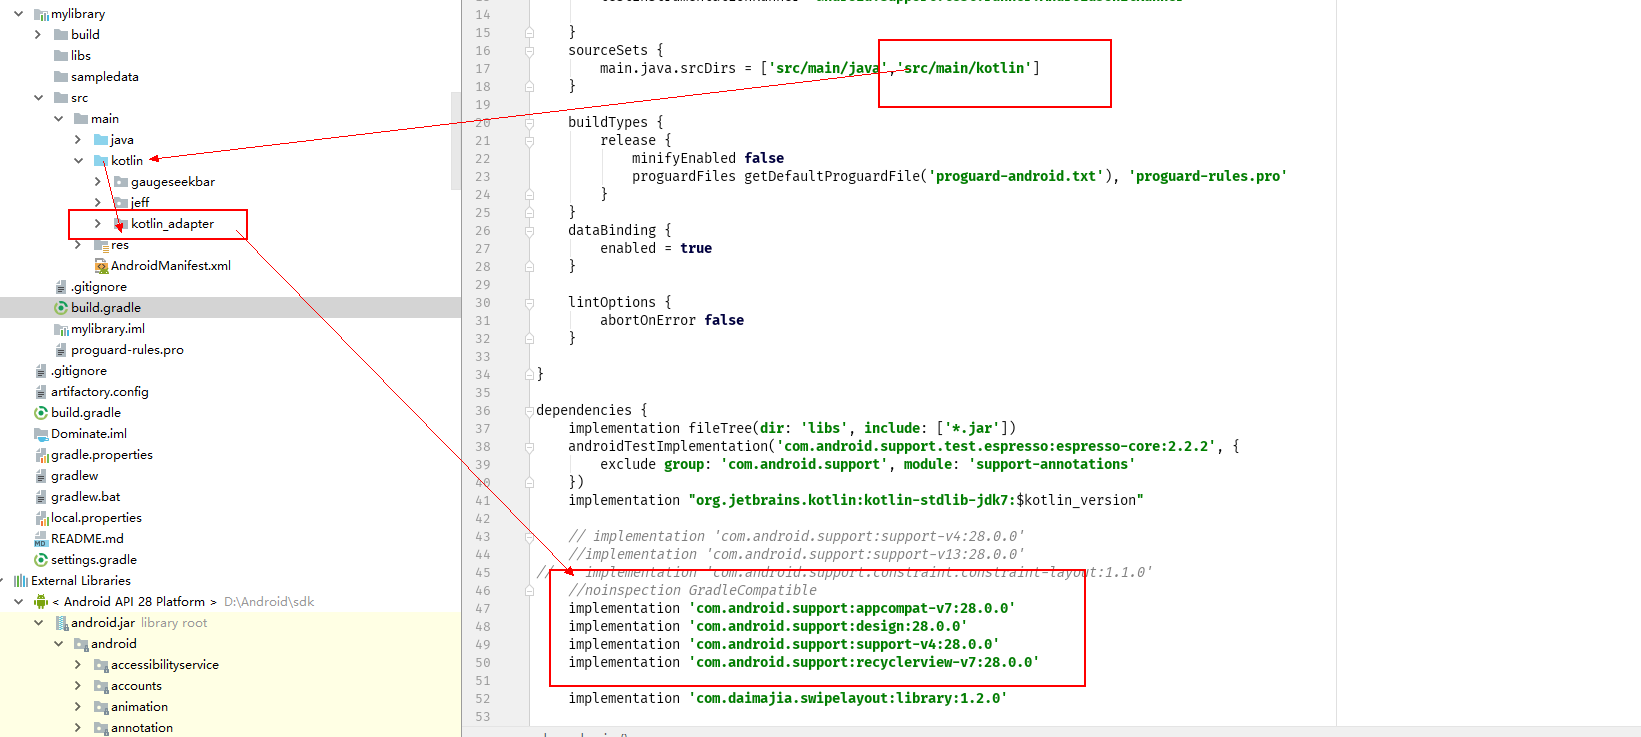 mylibrary
build
libs
sampledata
src
main
java
kotlin
gaugeseekbar
jeff
kotlin_adapter
res
AndroidManifest.xml
.gitignore
build.gradle
mylibrary.iml
proguard-rules.pro
.gitignore
artifactory.config
build.gradle
Dominate.iml
gradle.properties
gradlew
gradlew.bat
local.properties
README.md
settings.gradle
External Libraries
< Android API 28 Platform > D:\Android\sdk
android.jar library root
android
accessibilityservice
accounts
animation
annotation
14
15 }
16 sourceSets {
17 main.java.srcDirs = ['src/main/java','src/main/kotlin']
18 }
19
20 buildTypes {
21 release {
22 minifyEnabled false
23 proguardFiles getDefaultProguardFile('proguard-android.txt'), 'proguard-rules.pro'
24 }
25 }
26 dataBinding {
27 enabled = true
28 }
29
30 lintOptions {
31 abortOnError false
32 }
33
34 }
35
36 dependencies {
37 implementation fileTree(dir: 'libs', include: ['*.jar'])
38 androidTestImplementation('com.android.support.test.espresso:espresso-core:2.2.2', {
39 exclude group: 'com.android.support', module: 'support-annotations'
40 })
41 implementation "org.jetbrains.kotlin:kotlin-stdlib-jdk7:$kotlin_version"
42
43 // implementation 'com.android.support:support-v4:28.0.0'
44 //implementation 'com.android.support:support-v13:28.0.0'
45 // implementation 'com.android.support.constraint:constraint-layout:1.1.0'
46 //noinspection GradleCompatible
47 implementation 'com.android.support:appcompat-v7:28.0.0'
48 implementation 'com.android.support:design:28.0.0'
49 implementation 'com.android.support:support-v4:28.0.0'
50 implementation 'com.android.support:recyclerview-v7:28.0.0'
51
52 implementation 'com.daimajia.swipelayout:library:1.2.0'
53